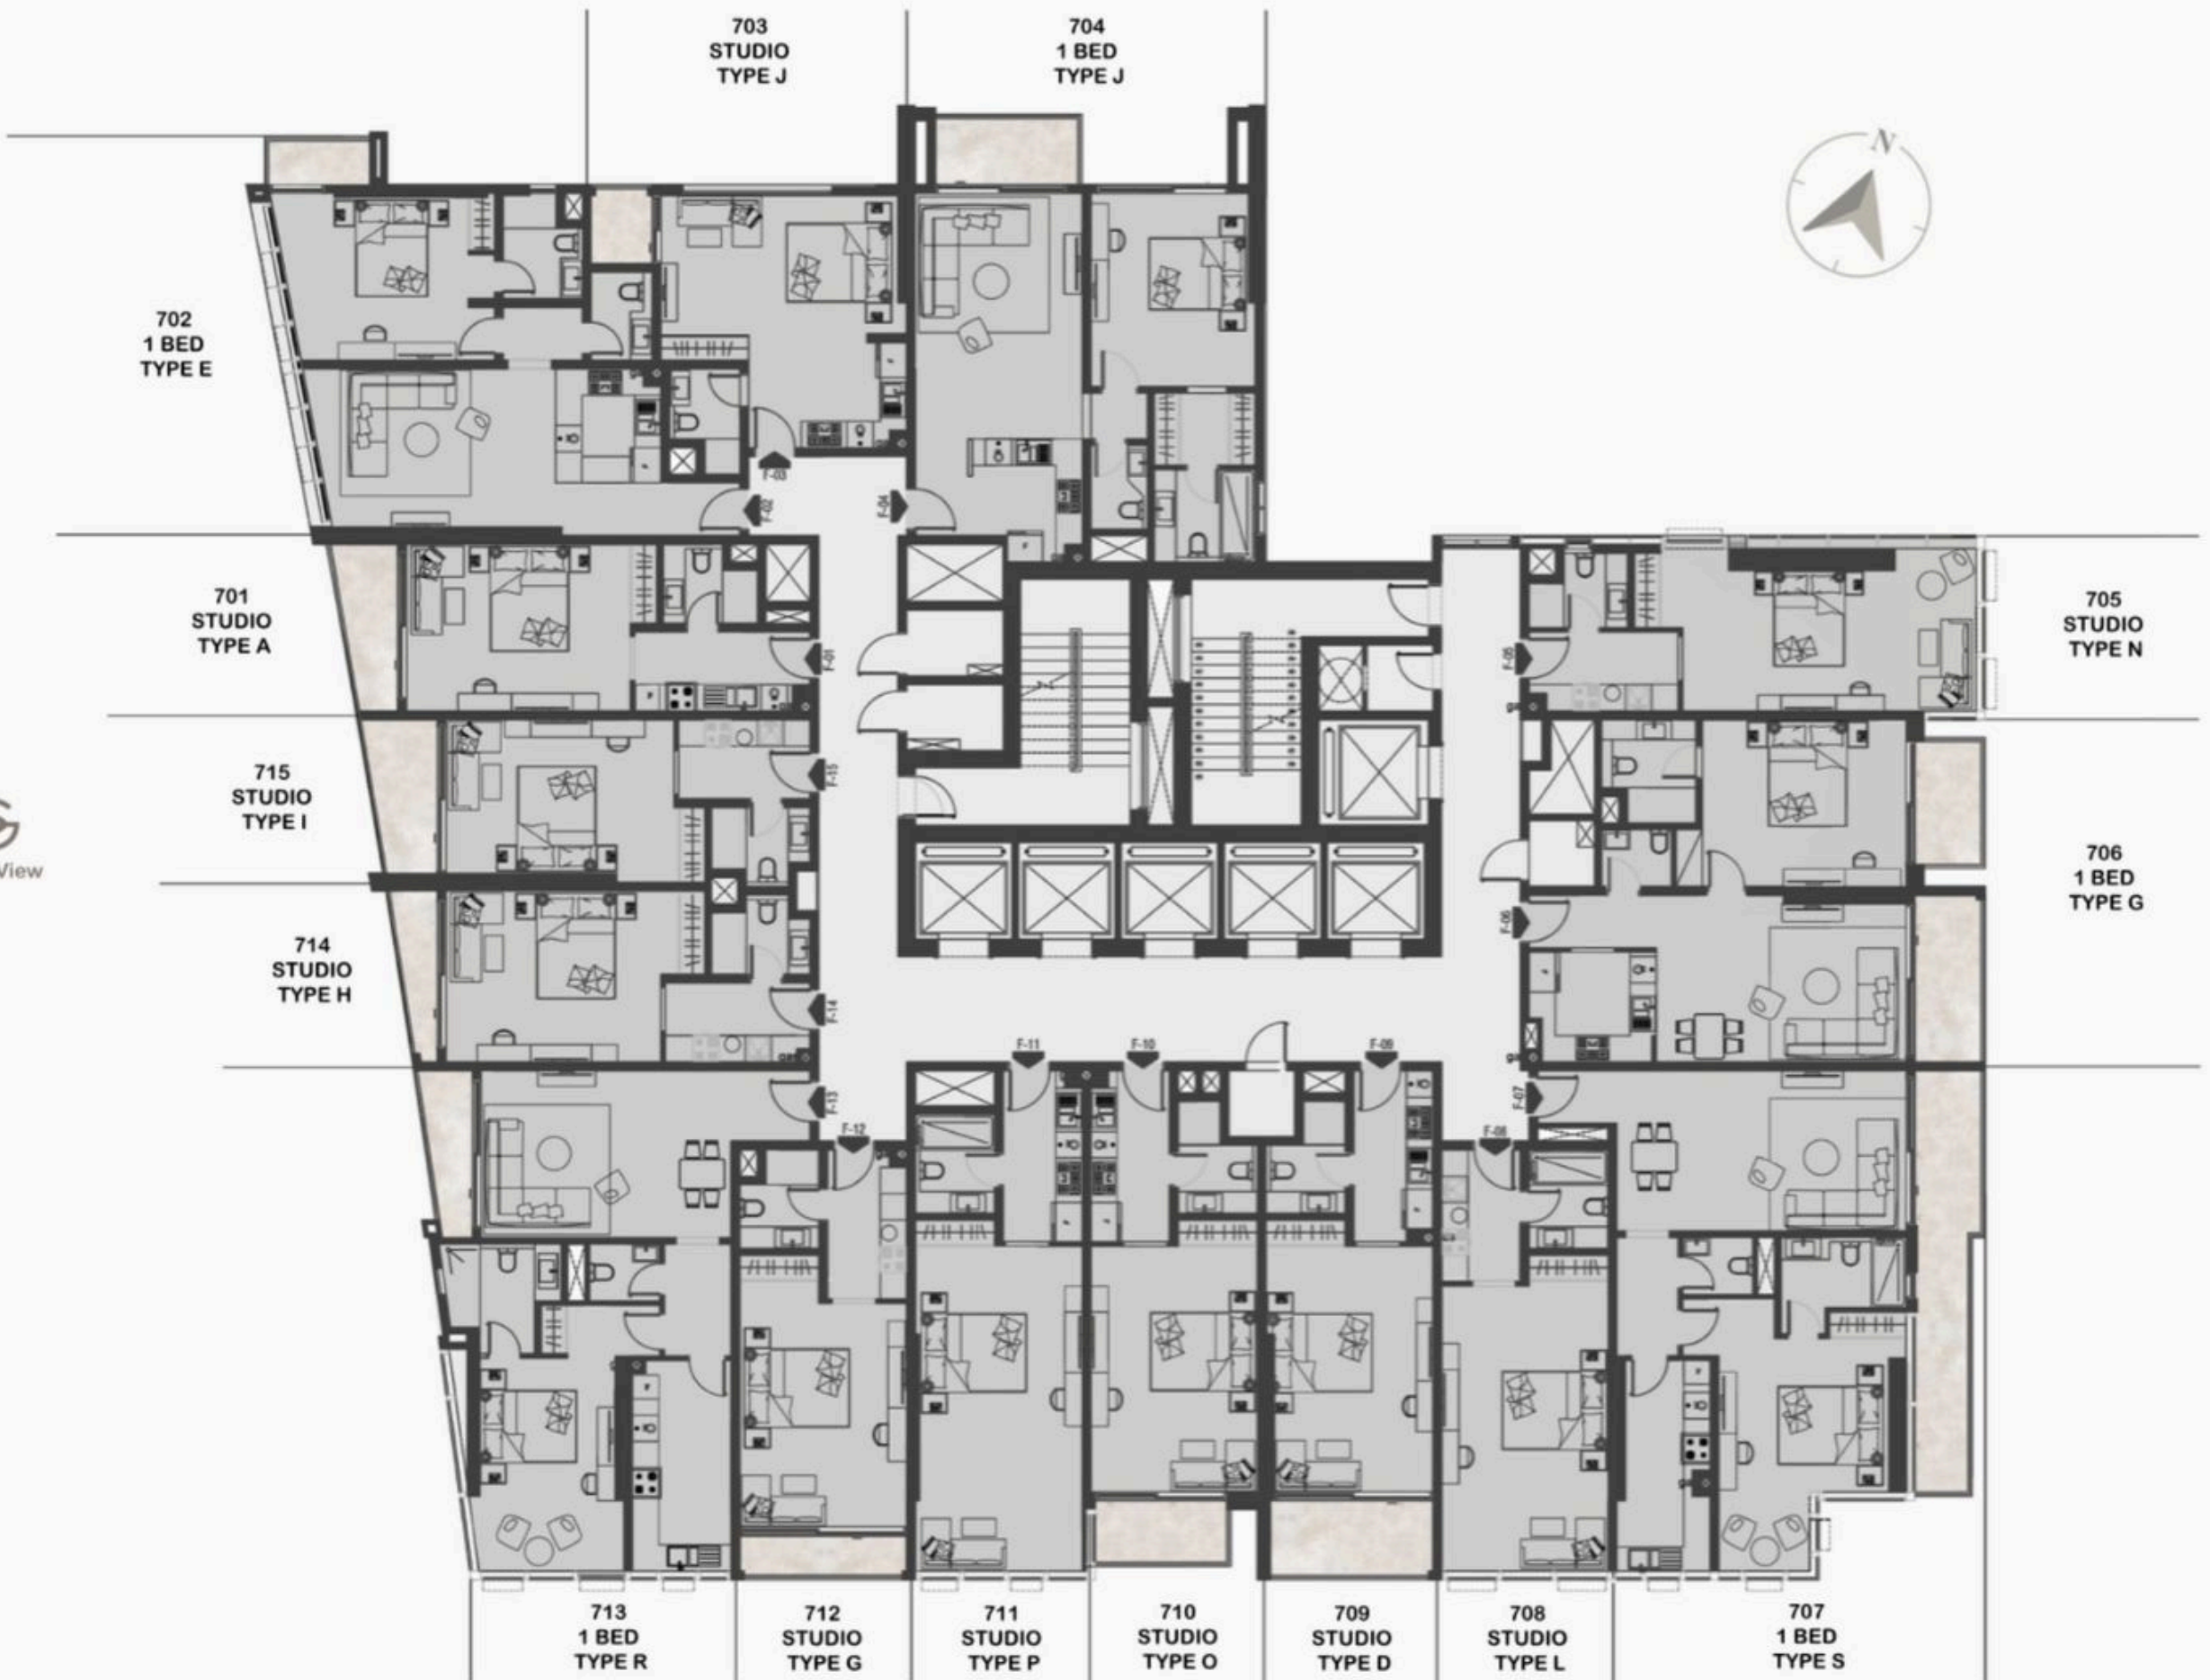 703
STUDIO
TYPE J
704
1 BED
TYPE J
N
702
1 BED
TYPE E
F-03
F-02
F-04
701
STUDIO
TYPE A
F-01
F-05
705
STUDIO
TYPE N
715
STUDIO
TYPE I
F-15
View
706
1 BED
TYPE G
F-06
714
STUDIO
TYPE H
F-14
F-11
F-10
F-09
F-13
F-12
F-08
F-07
713
1 BED
TYPE R
712
STUDIO
TYPE G
711
STUDIO
TYPE P
710
STUDIO
TYPE O
709
STUDIO
TYPE D
708
STUDIO
TYPE L
707
1 BED
TYPE S